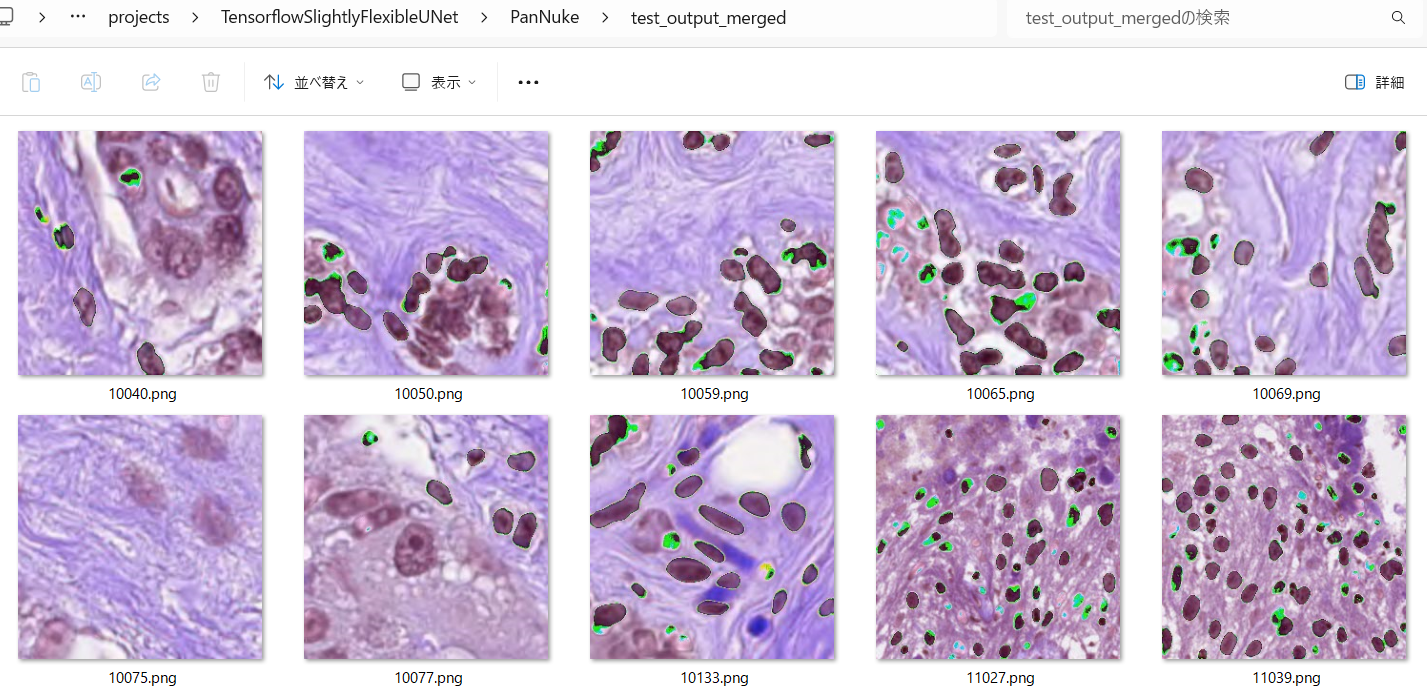 projects TensorflowSlightlyFlexibleUNet PanNuke test_output_merged test_output_mergedの検索
並べ替え 表示 詳細
10040.png 10050.png 10059.png 10065.png 10069.png
10075.png 10077.png 10133.png 11027.png 11039.png